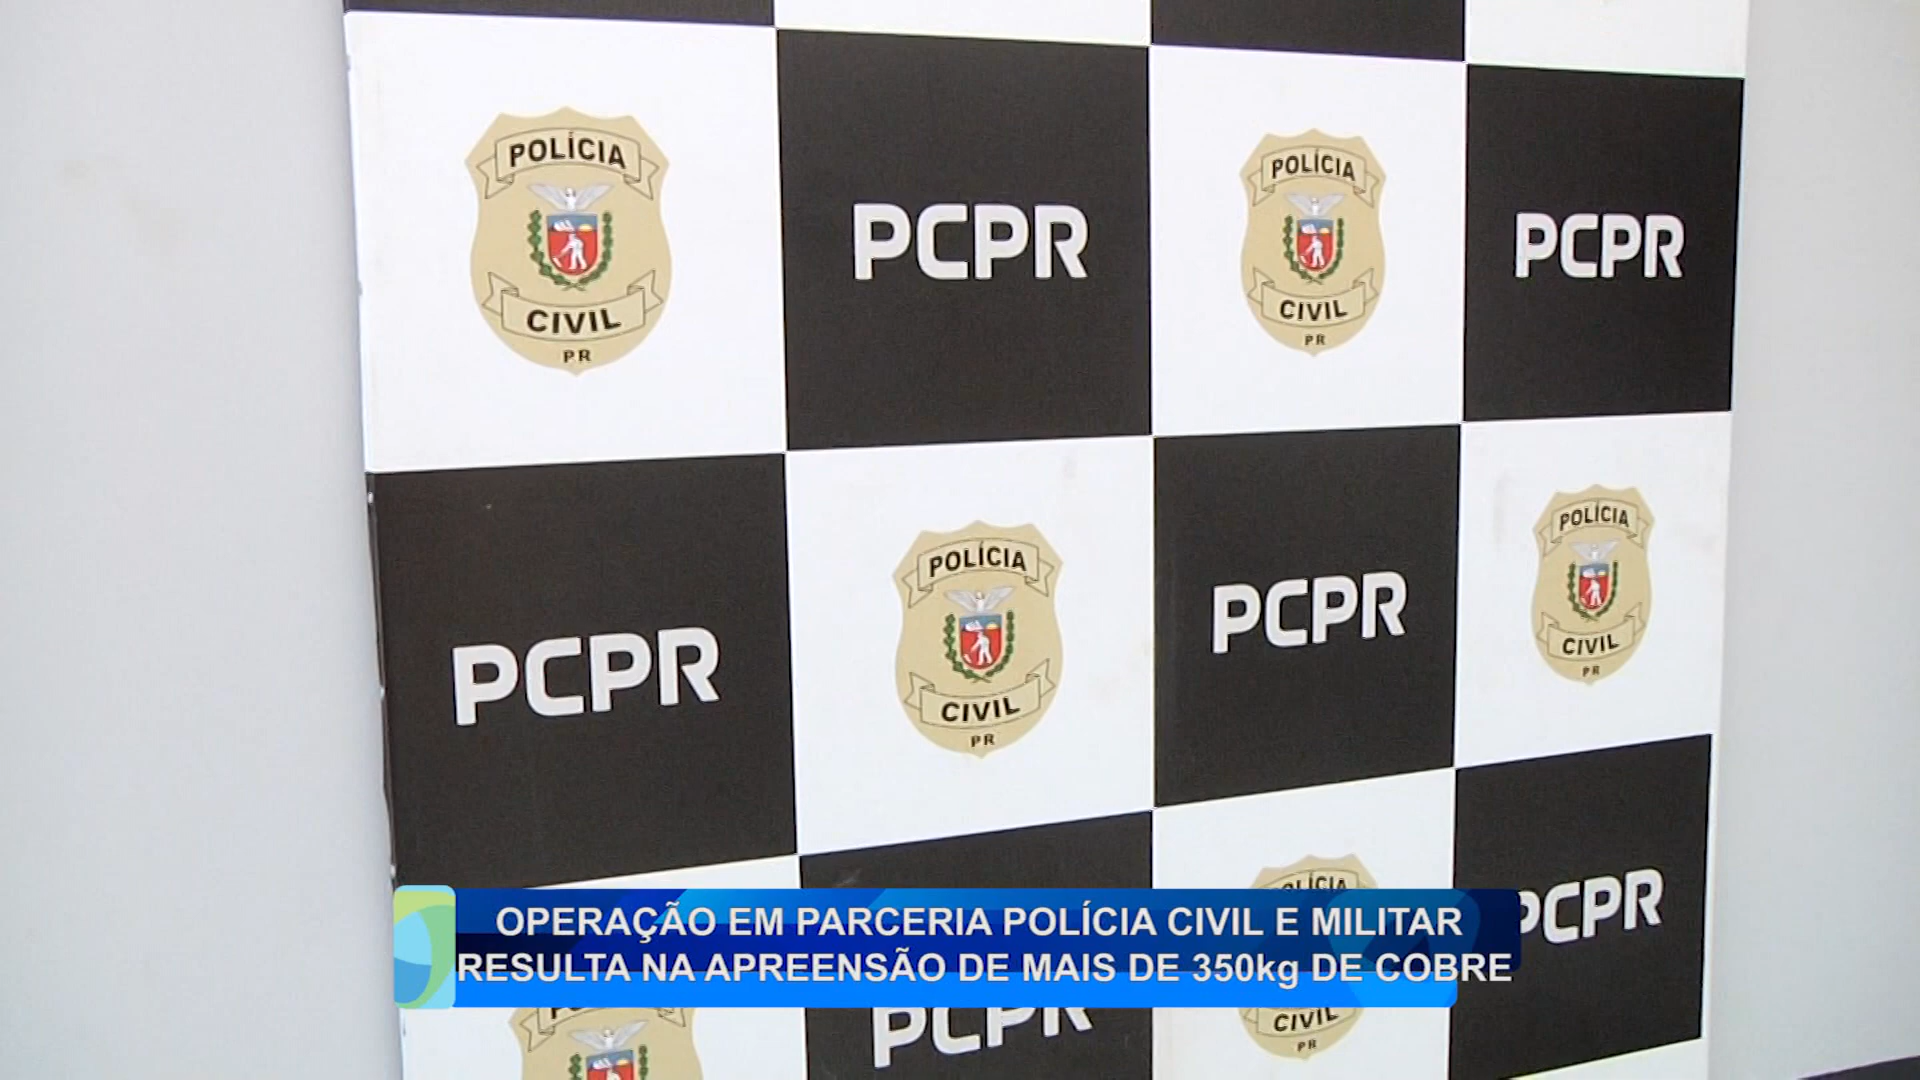 POLÍCIA
CIVIL
PR
PCPR
POLÍCIA
CIVIL
PR
PCPR
PCPR
POLÍCIA
CIVIL
PR
PCPR
POLÍCIA
CIVIL
PR
PCPR
OPERAÇÃO EM PARCERIA POLÍCIA CIVIL E MILITAR
RESULTA NA APREENSÃO DE MAIS DE 350kg DE COBRE
PCPR
CIVIL
PR